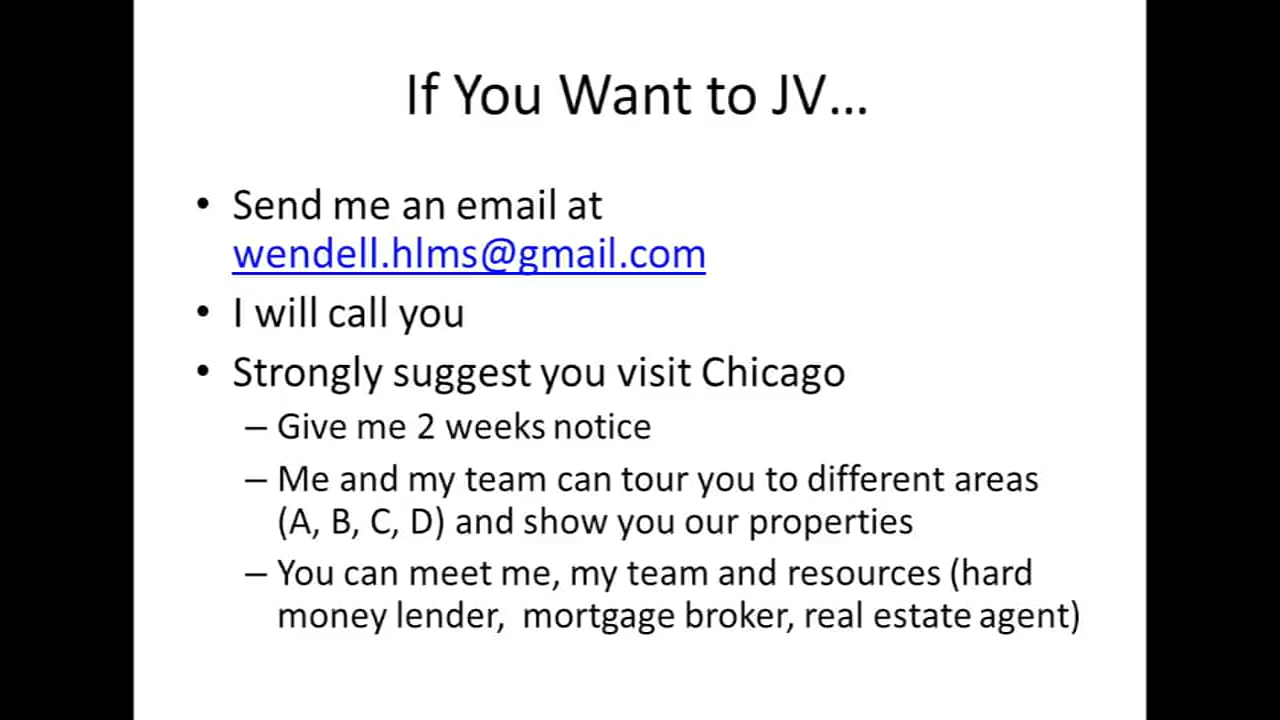 If You Want to JV...
• Send me an email at
wendell.hlms@gmail.com
• I will call you
• Strongly suggest you visit Chicago
– Give me 2 weeks notice
– Me and my team can tour you to different areas
(A, B, C, D) and show you our properties
– You can meet me, my team and resources (hard
money lender,  mortgage broker, real estate agent)